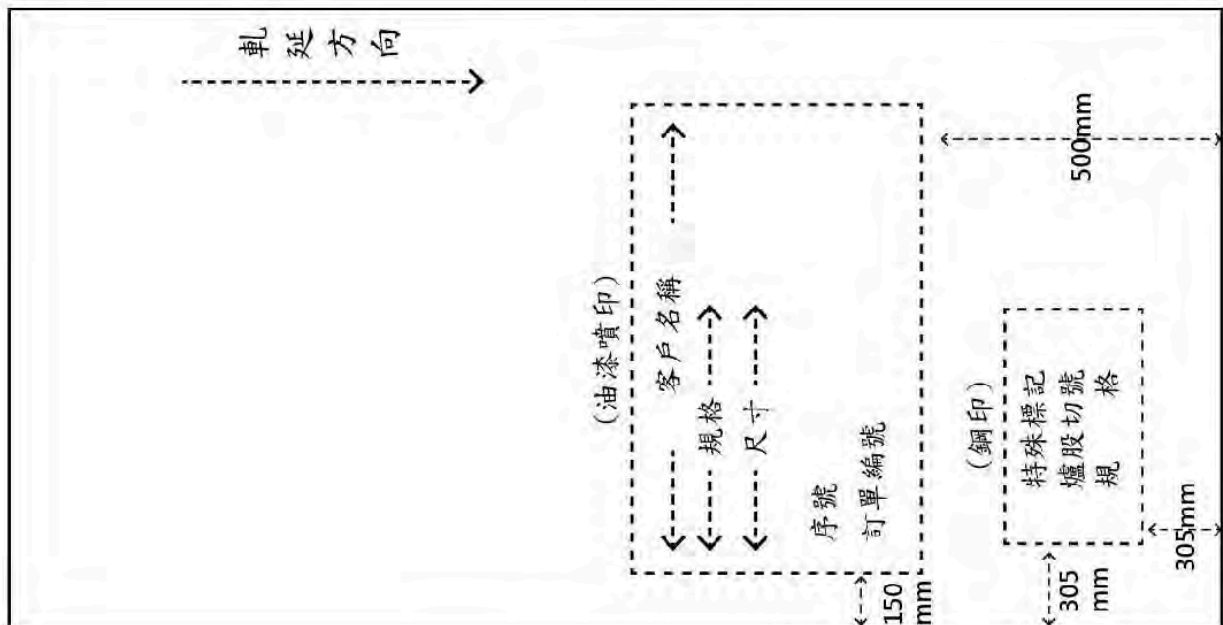 軋延方向
(油漆噴印)
客戶名稱
規格
尺寸
序號
訂單編號
150
mm
500mm
(鋼印)
特殊標記
爐股切號
規格
305
mm
305mm